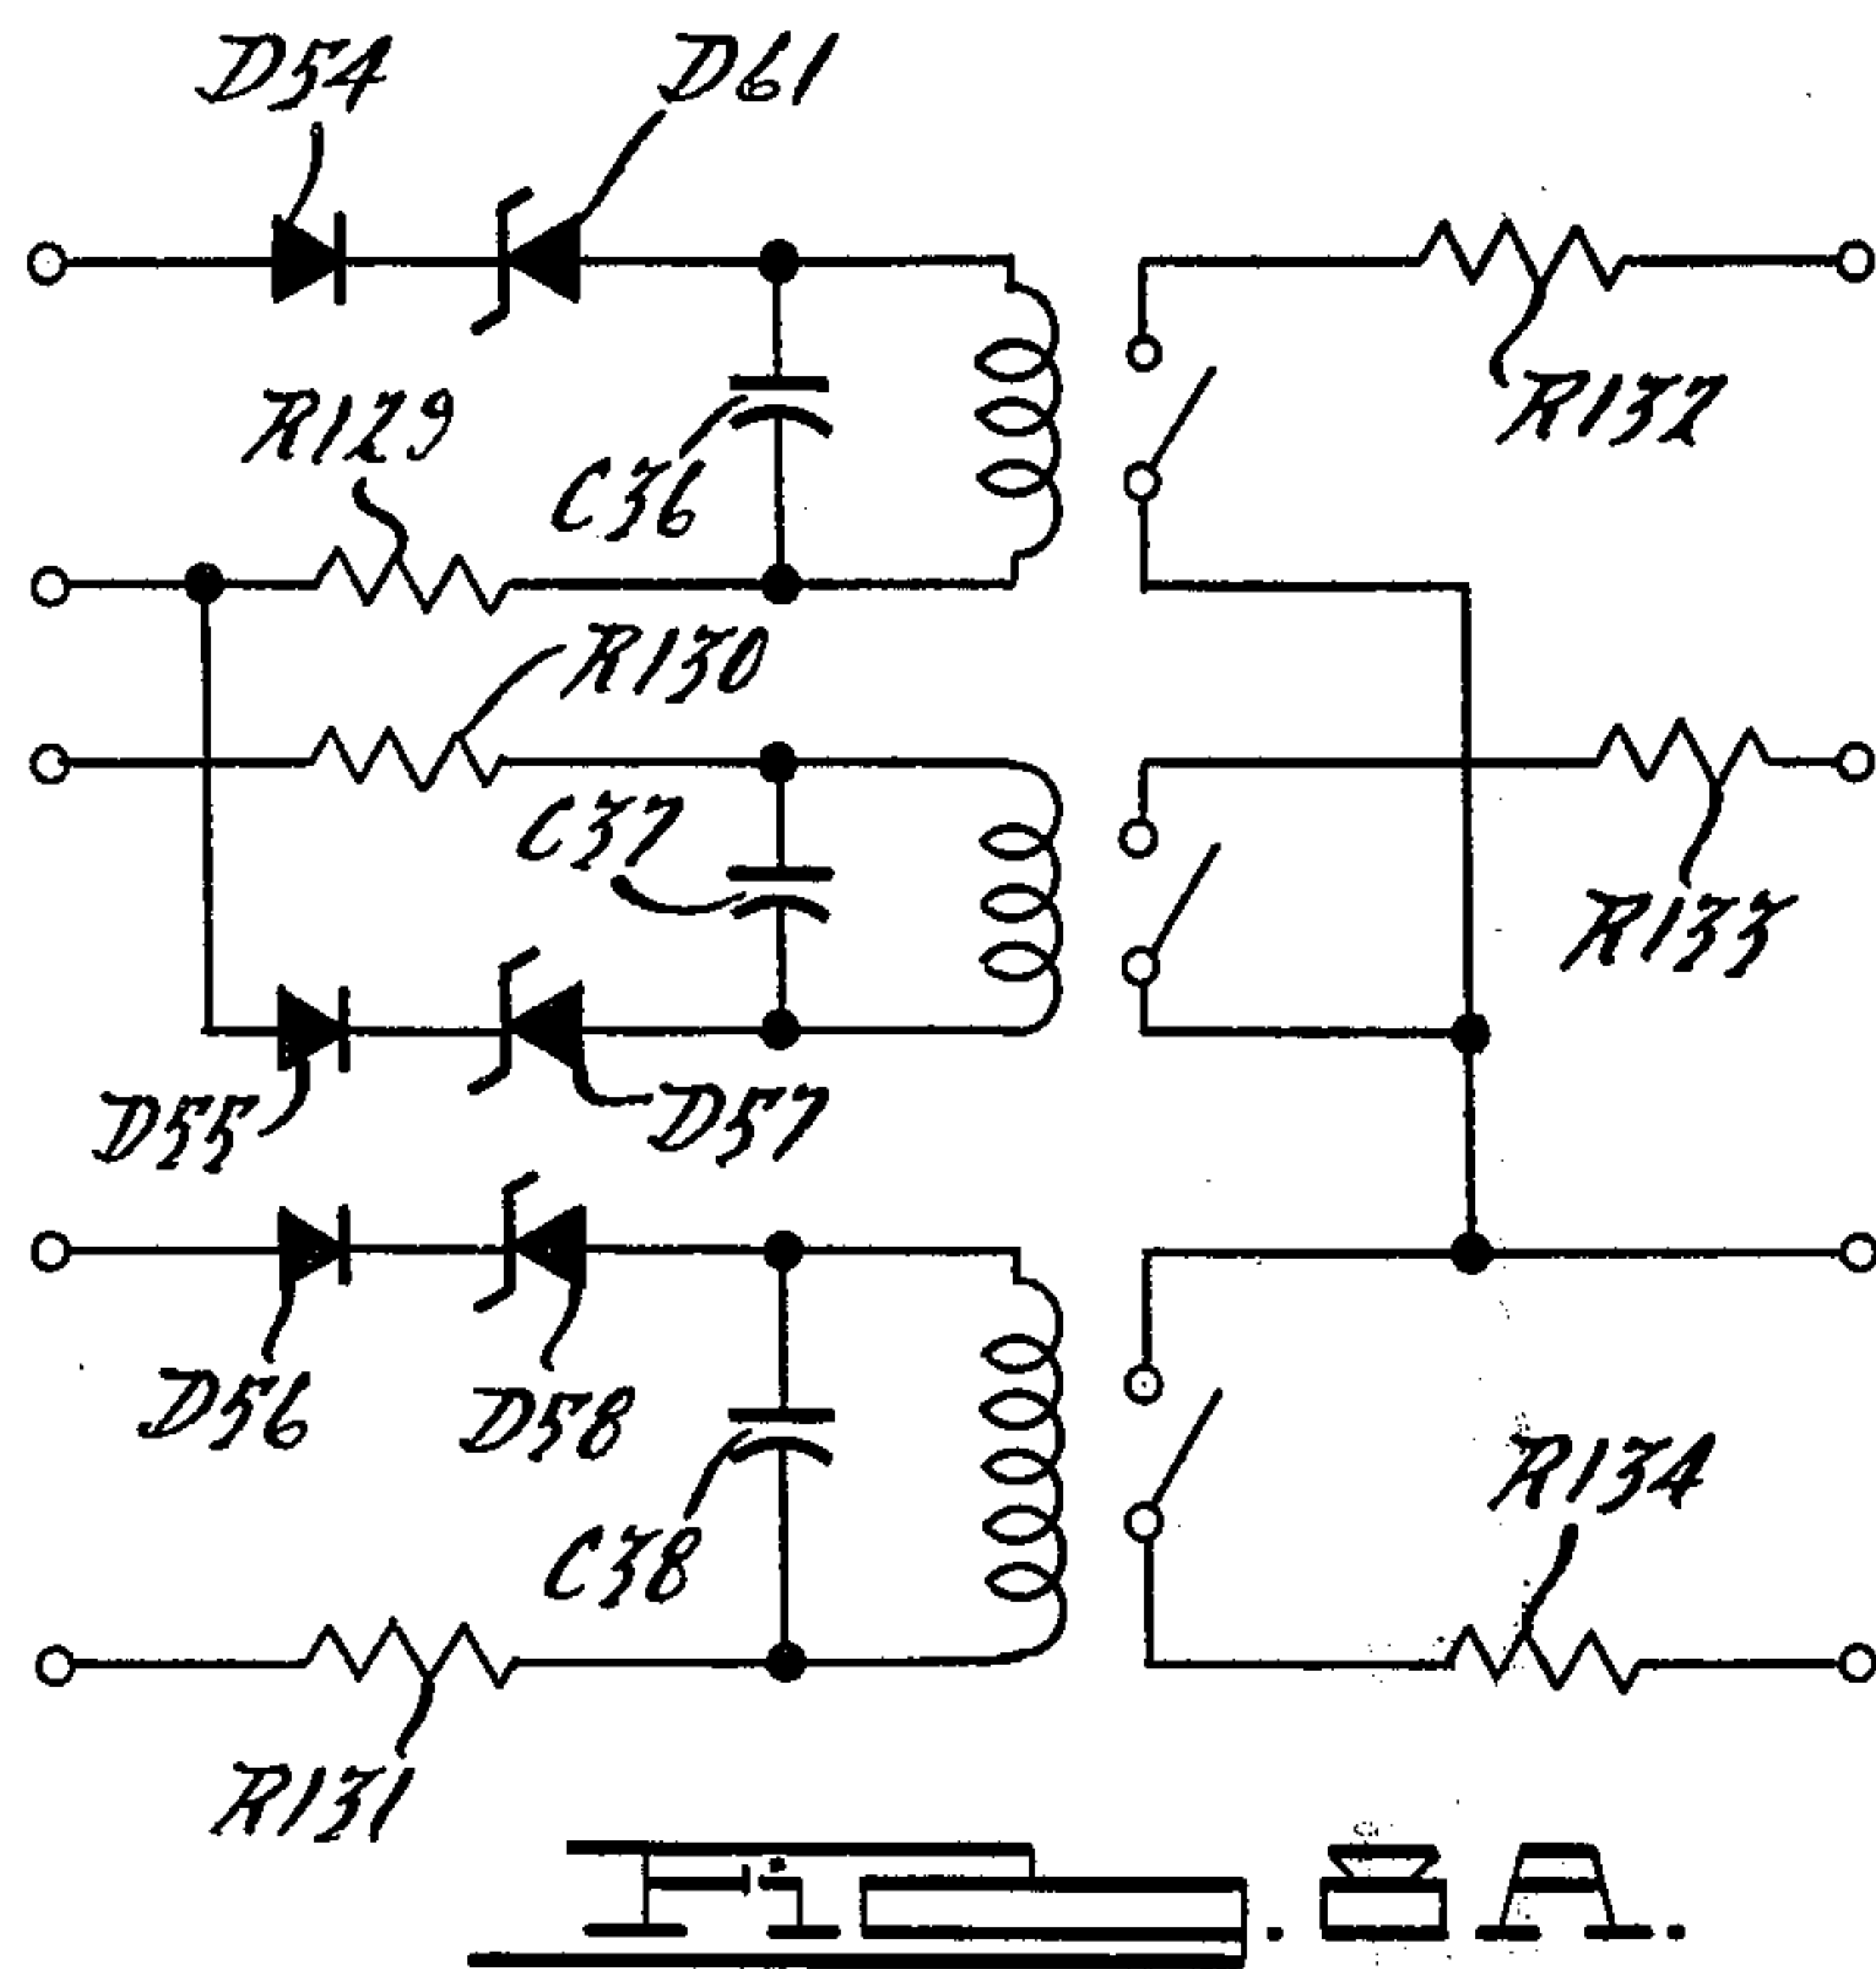 D54
D61
R129
C36
R132
R130
C37
R133
D55
D57
D56
D58
C38
R134
R131
Fig. 8A.